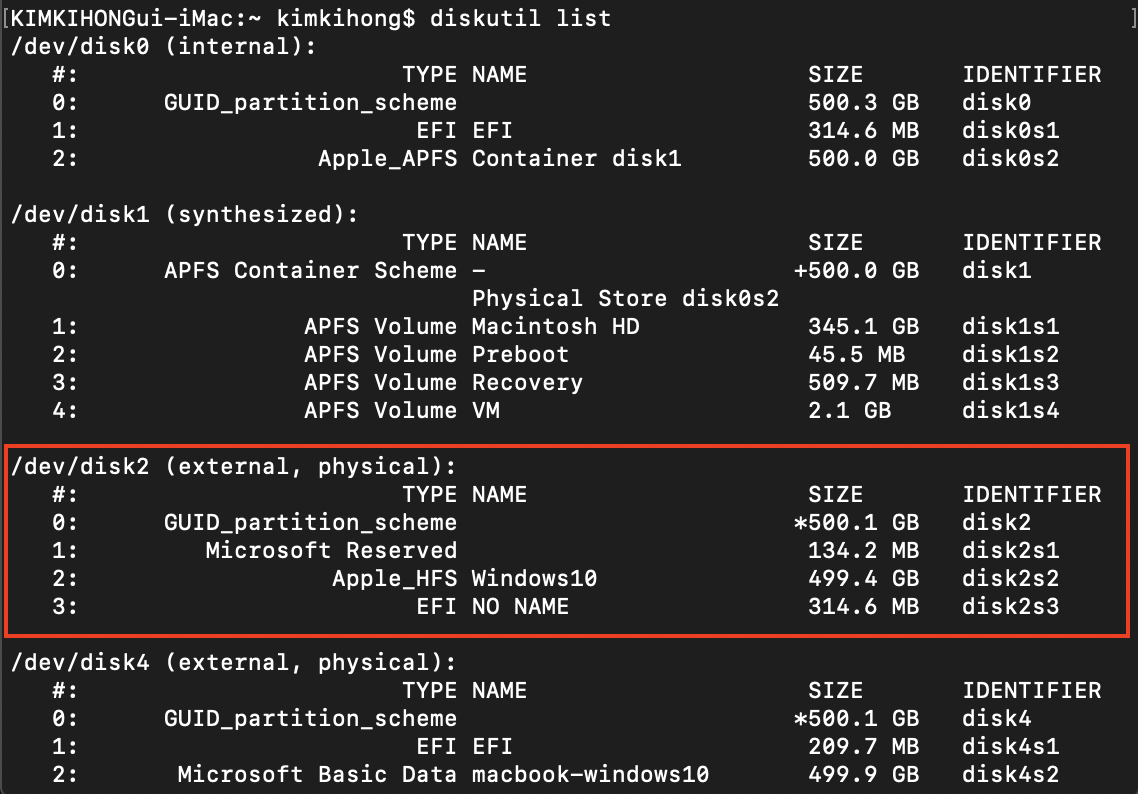 [KIMKIHONGui-iMac:~ kimkihong$ diskutil list ]
/dev/disk0 (internal):
#: TYPE NAME SIZE IDENTIFIER
0: GUID_partition_scheme 500.3 GB disk0
1: EFI EFI 314.6 MB disk0s1
2: Apple_APFS Container disk1 500.0 GB disk0s2
/dev/disk1 (synthesized):
#: TYPE NAME SIZE IDENTIFIER
0: APFS Container Scheme - +500.0 GB disk1
Physical Store disk0s2
1: APFS Volume Macintosh HD 345.1 GB disk1s1
2: APFS Volume Preboot 45.5 MB disk1s2
3: APFS Volume Recovery 509.7 MB disk1s3
4: APFS Volume VM 2.1 GB disk1s4
/dev/disk2 (external, physical):
#: TYPE NAME SIZE IDENTIFIER
0: GUID_partition_scheme *500.1 GB disk2
1: Microsoft Reserved 134.2 MB disk2s1
2: Apple_HFS Windows10 499.4 GB disk2s2
3: EFI NO NAME 314.6 MB disk2s3
/dev/disk4 (external, physical):
#: TYPE NAME SIZE IDENTIFIER
0: GUID_partition_scheme *500.1 GB disk4
1: EFI EFI 209.7 MB disk4s1
2: Microsoft Basic Data macbook-windows10 499.9 GB disk4s2